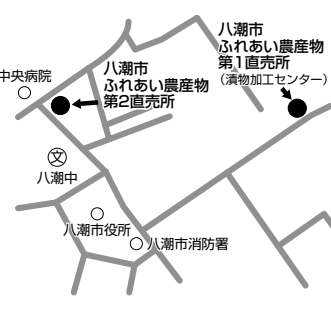 八潮市
ふれあい農産物
第1直売所
(漬物加工センター)
八潮市
ふれあい農産物
第2直売所
中央病院
文
八潮中
八潮市役所
八潮市消防署